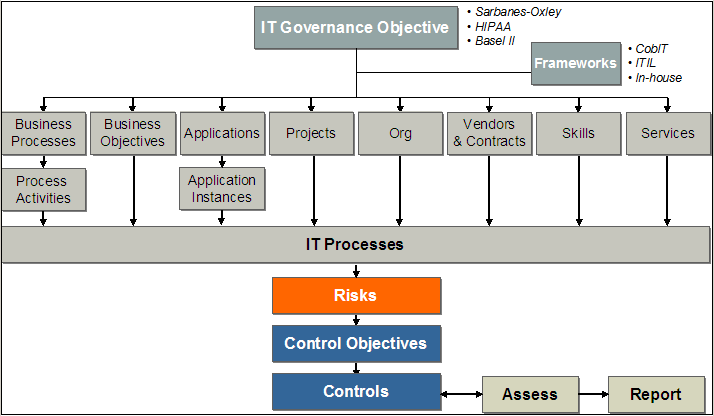 IT Governance Objective
• Sarbanes-Oxley
• HIPAA
• Basel II
Frameworks
• CobIT
• ITIL
• In-house
Business
Processes
Business
Objectives
Applications
Projects
Org
Vendors
& Contracts
Skills
Services
Process
Activities
Application
Instances
IT Processes
Risks
Control Objectives
Controls
Assess
Report